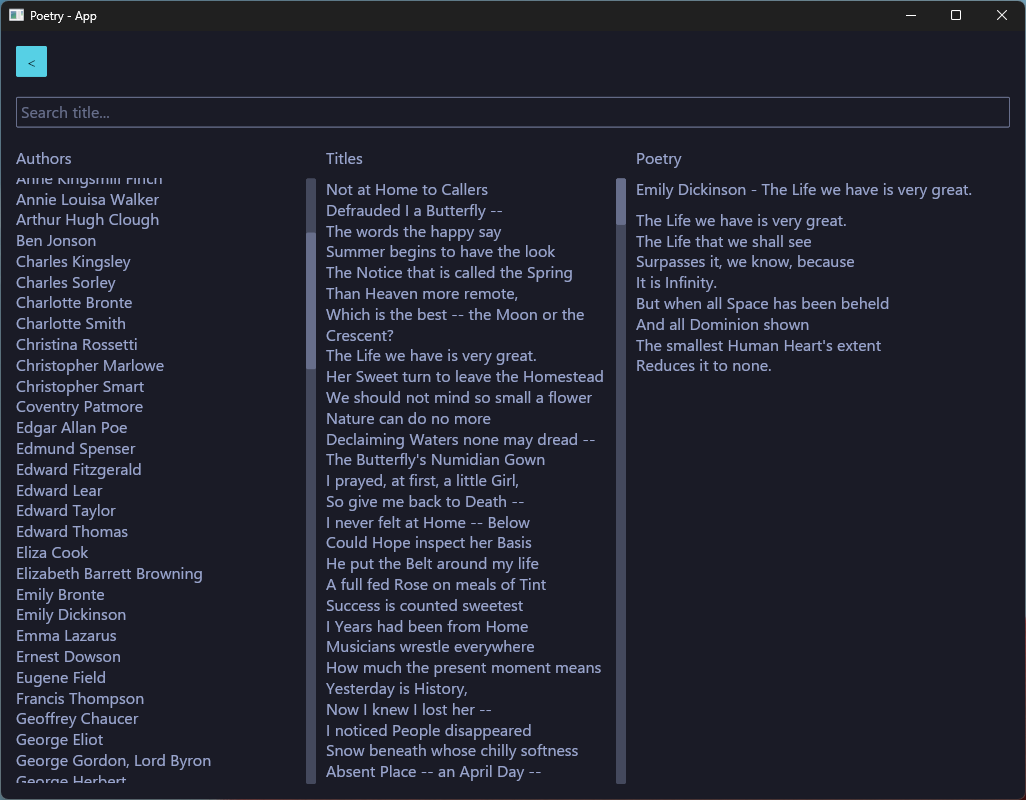 Poetry - App
<
Search title...
Authors
Anne Kingsmill Finch
Annie Louisa Walker
Arthur Hugh Clough
Ben Jonson
Charles Kingsley
Charles Sorley
Charlotte Bronte
Charlotte Smith
Christina Rossetti
Christopher Marlowe
Christopher Smart
Coventry Patmore
Edgar Allan Poe
Edmund Spenser
Edward Fitzgerald
Edward Lear
Edward Taylor
Edward Thomas
Eliza Cook
Elizabeth Barrett Browning
Emily Bronte
Emily Dickinson
Emma Lazarus
Ernest Dowson
Eugene Field
Francis Thompson
Geoffrey Chaucer
George Eliot
George Gordon, Lord Byron
George Herbert
Titles
Not at Home to Callers
Defrauded I a Butterfly --
The words the happy say
Summer begins to have the look
The Notice that is called the Spring
Than Heaven more remote,
Which is the best -- the Moon or the
Crescent?
The Life we have is very great.
Her Sweet turn to leave the Homestead
We should not mind so small a flower
Nature can do no more
Declaiming Waters none may dread --
The Butterfly's Numidian Gown
I prayed, at first, a little Girl,
So give me back to Death --
I never felt at Home -- Below
Could Hope inspect her Basis
He put the Belt around my life
A full fed Rose on meals of Tint
Success is counted sweetest
I Years had been from Home
Musicians wrestle everywhere
How much the present moment means
Yesterday is History,
Now I knew I lost her --
I noticed People disappeared
Snow beneath whose chilly softness
Absent Place -- an April Day --
Poetry
Emily Dickinson - The Life we have is very great.
The Life we have is very great.
The Life that we shall see
Surpasses it, we know, because
It is Infinity.
But when all Space has been beheld
And all Dominion shown
The smallest Human Heart's extent
Reduces it to none.